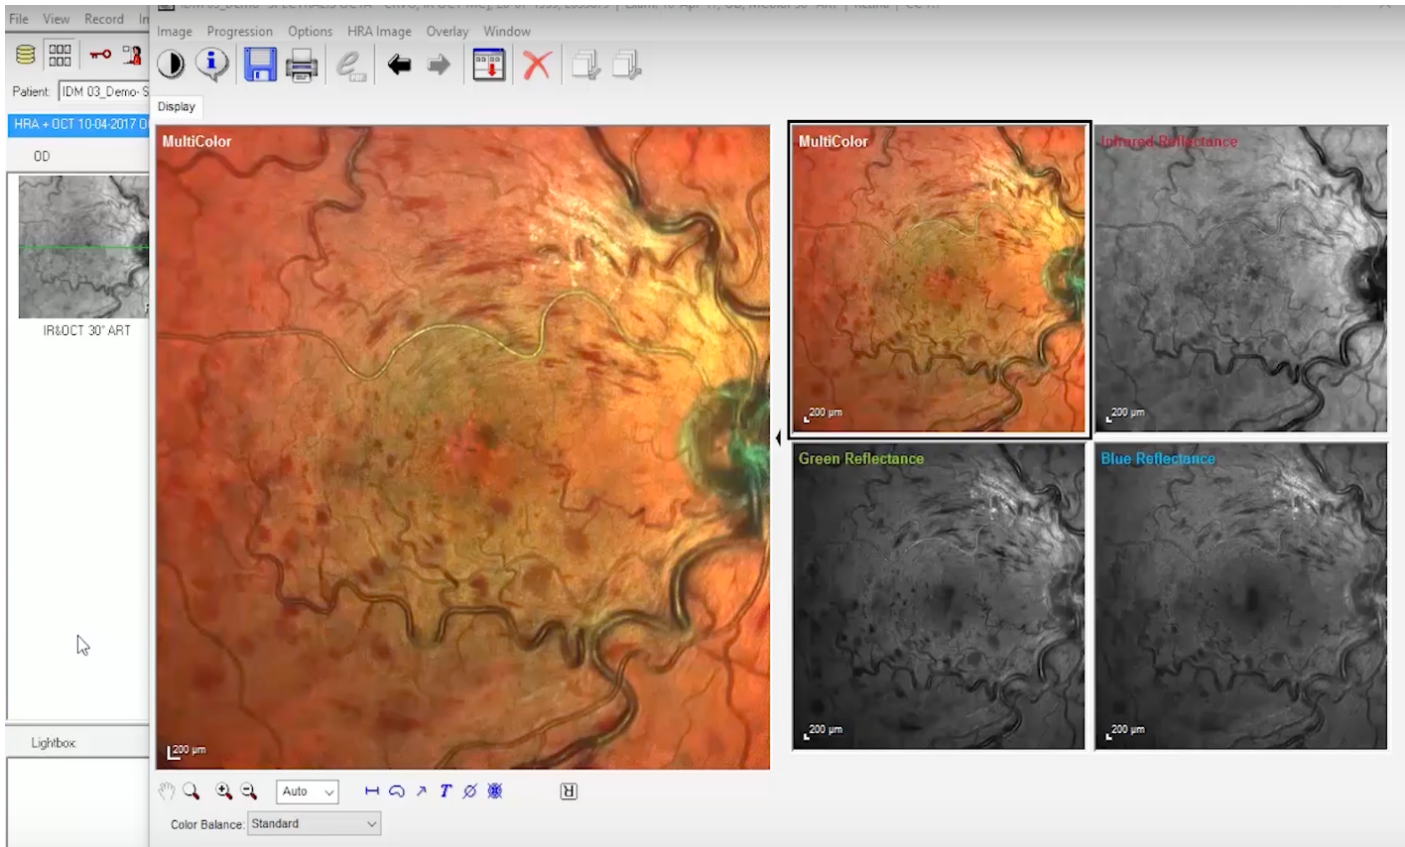 File View Record In
Patient: IDM 03_Demo- S
HRA + OCT 10-04-2017 O
OD
IR&OCT 30° ART
Lightbox
Image Progression Options HRA Image Overlay Window
Display
MultiColor
200 µm
Auto
T
R
Color Balance: Standard
MultiColor
200 µm
Infrared Reflectance
200 µm
Green Reflectance
200 µm
Blue Reflectance
200 µm